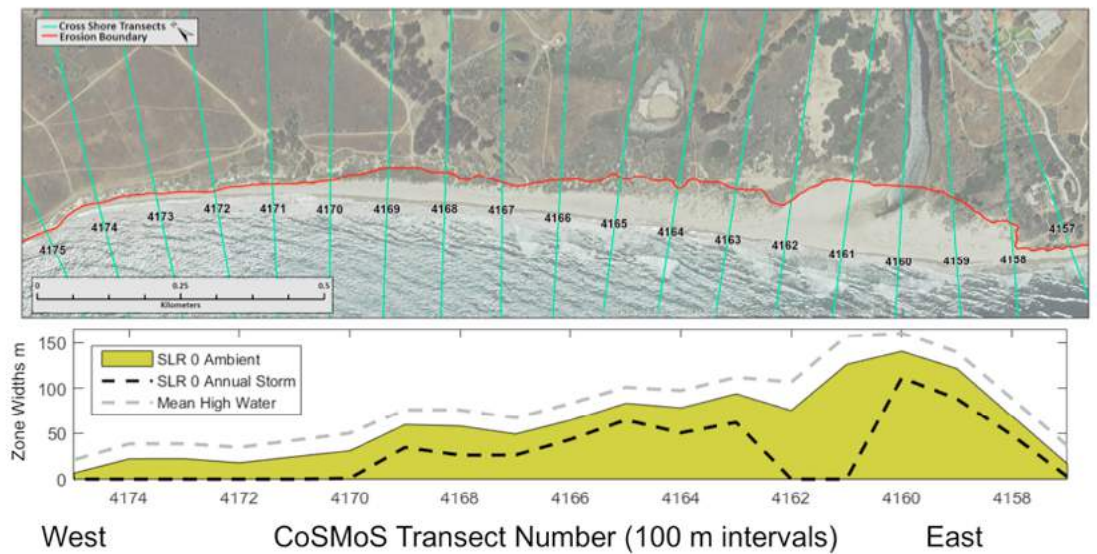 Cross Shore Transects
Erosion Boundary
4175
4174
4173
4172
4171
4170
4169
4168
4167
4166
4165
4164
4163
4162
4161
4160
4159
4158
4157
0 0.25 0.5
Kilometers
Zone Widths m
150
100
50
0
SLR 0 Ambient
SLR 0 Annual Storm
Mean High Water
4174 4172 4170 4168 4166 4164 4162 4160 4158
West CoSMoS Transect Number (100 m intervals) East